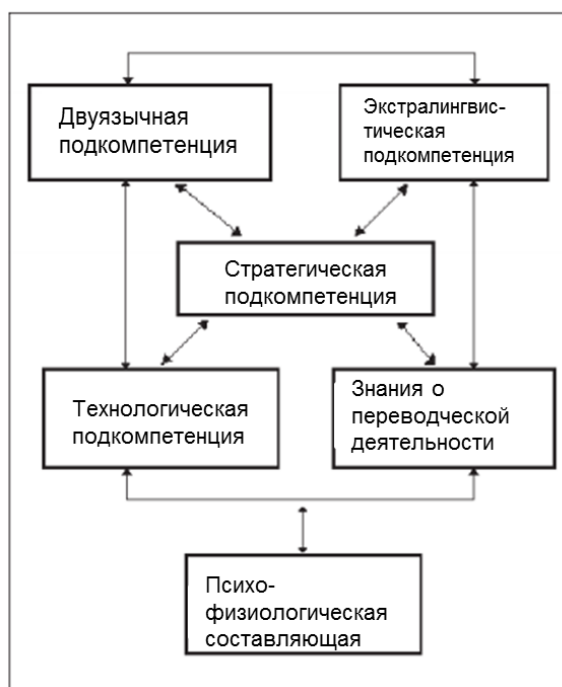 Двуязычная
подкомпетенция
Экстралингвис-
тическая
подкомпетенция
Стратегическая
подкомпетенция
Технологическая
подкомпетенция
Знания о
переводческой
деятельности
Психо-
физиологическая
составляющая